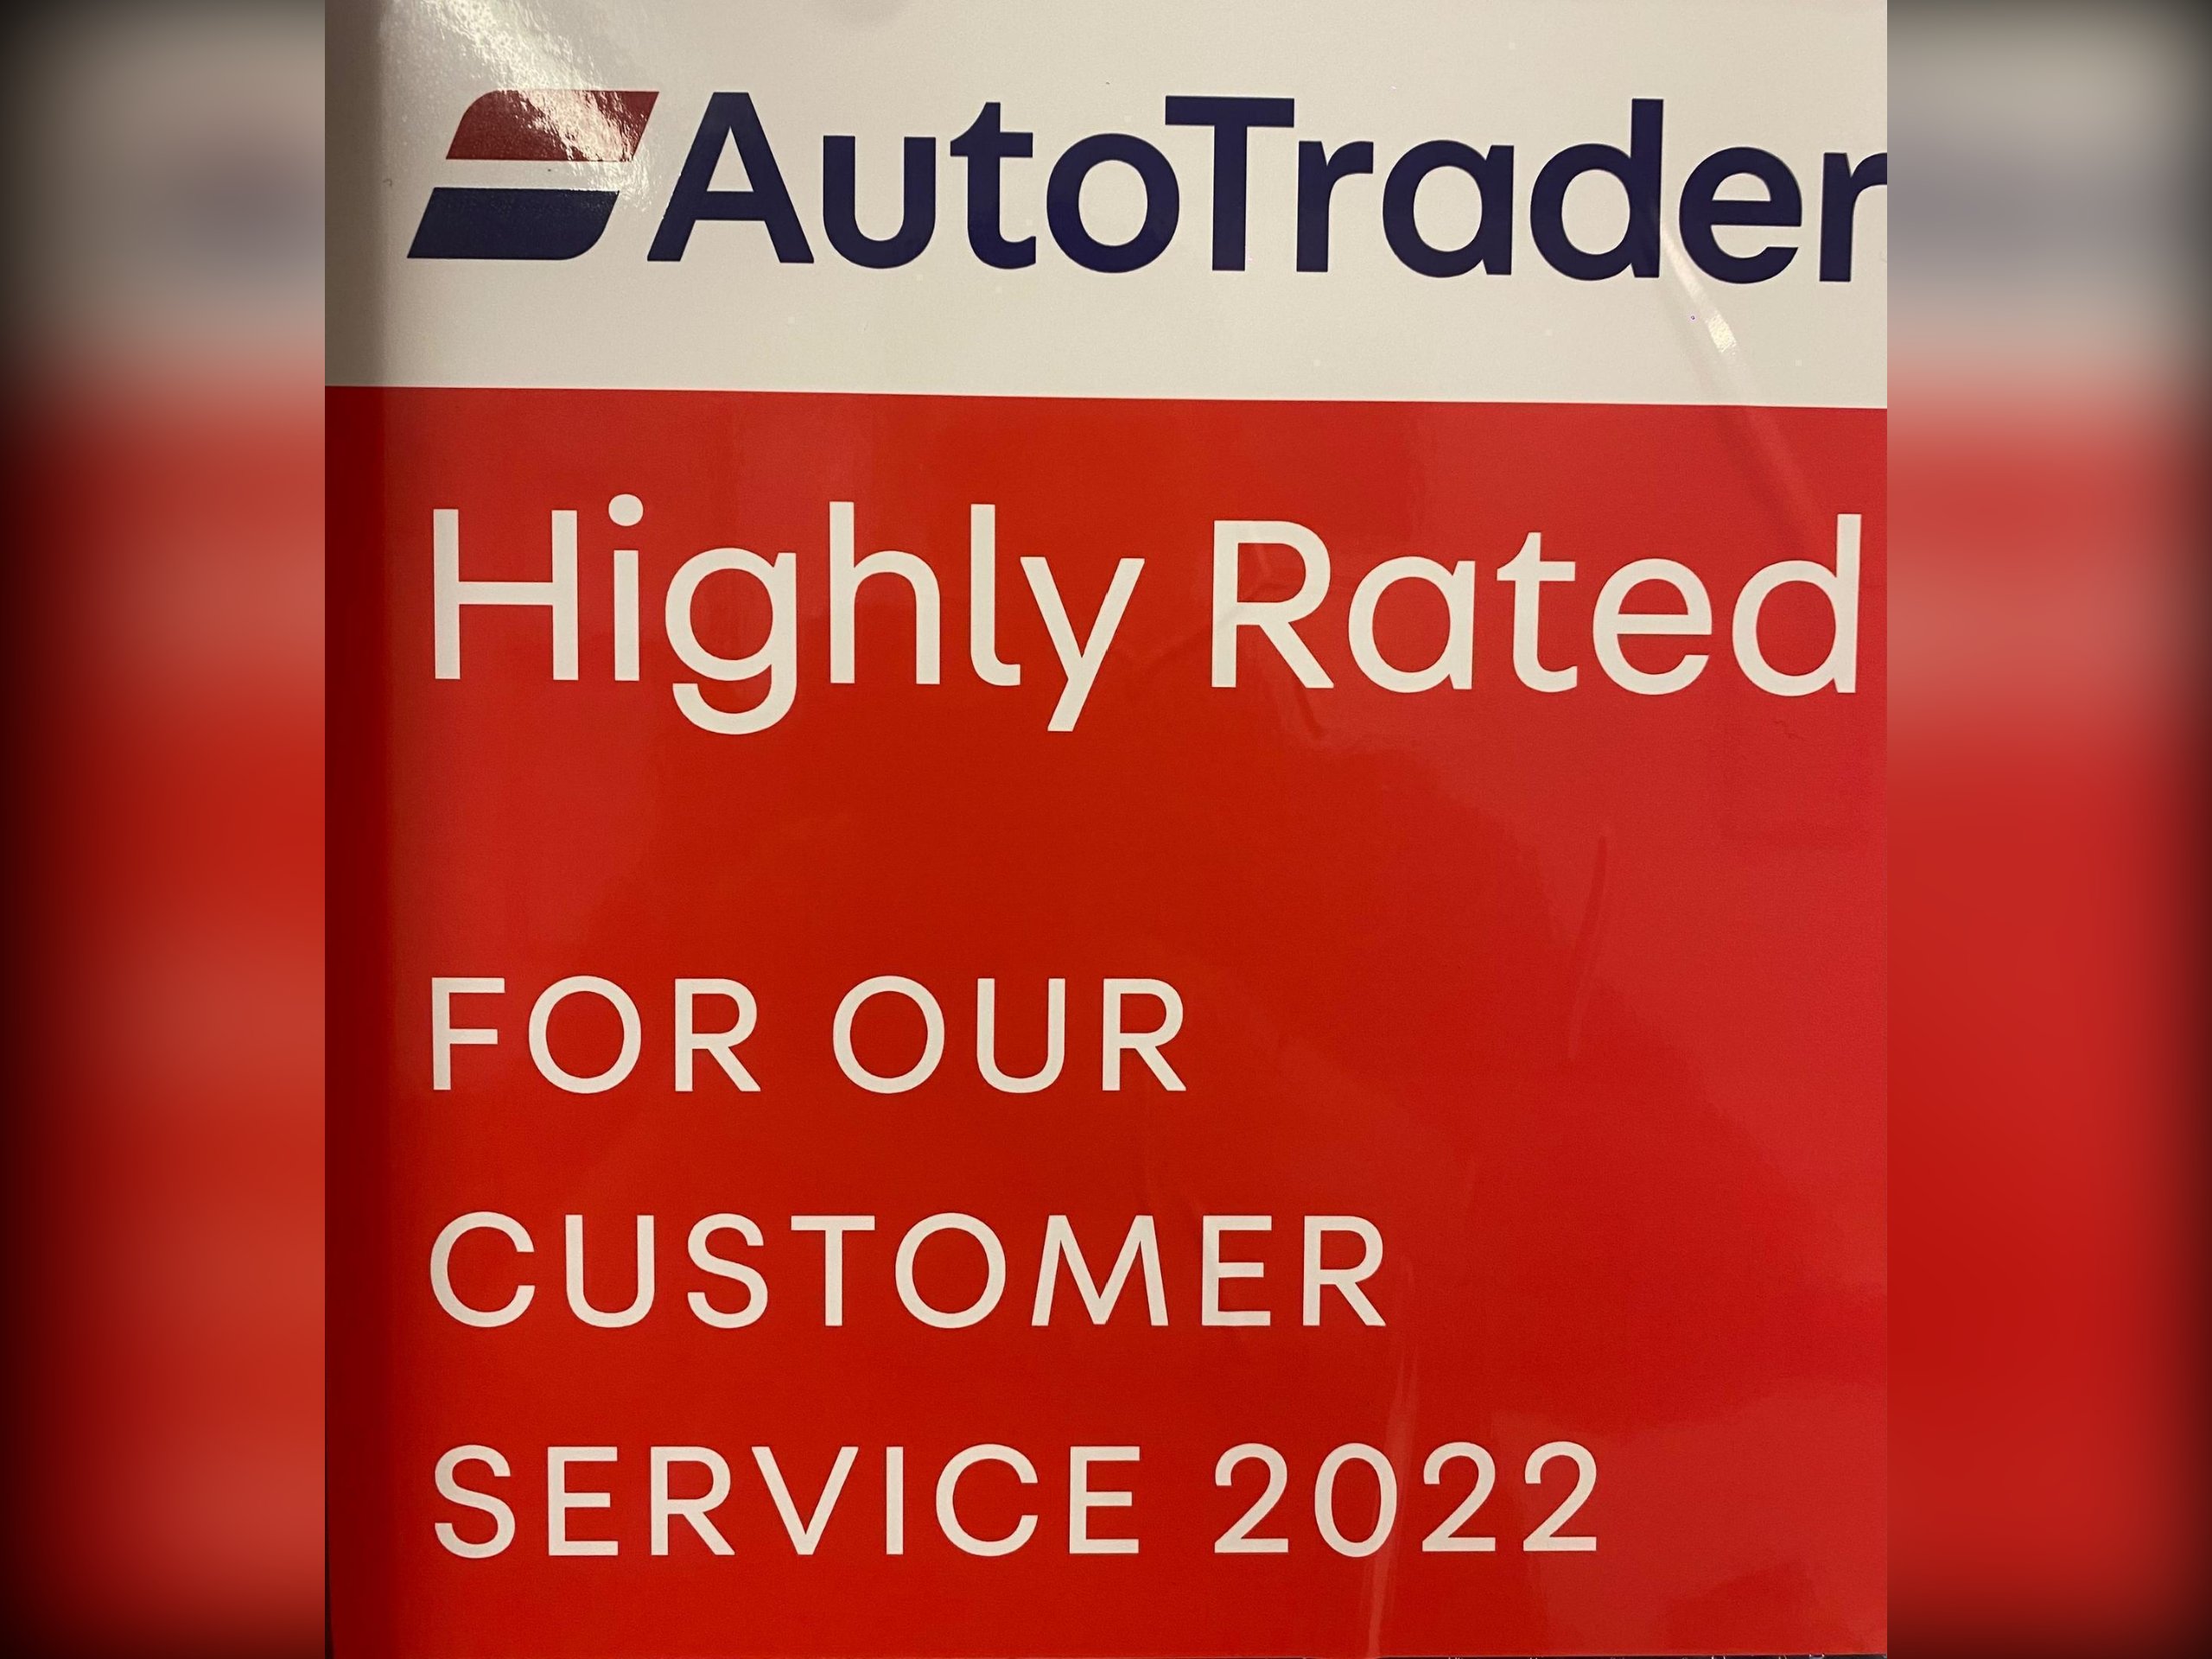 AutoTrader
Highly Rated
FOR OUR
CUSTOMER
SERVICE 2022